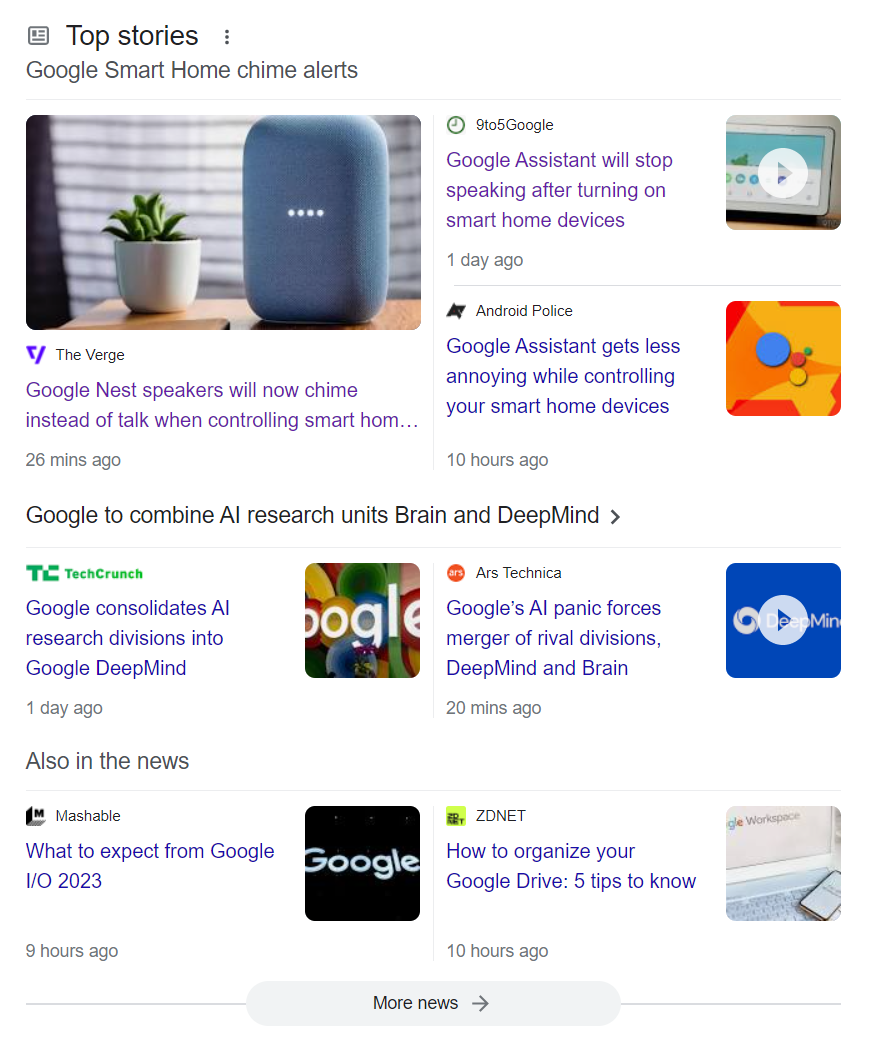 Top stories
Google Smart Home chime alerts
The Verge
Google Nest speakers will now chime
instead of talk when controlling smart hom…
26 mins ago
9to5Google
Google Assistant will stop
speaking after turning on
smart home devices
1 day ago
Android Police
Google Assistant gets less
annoying while controlling
your smart home devices
10 hours ago
Google to combine AI research units Brain and DeepMind
TechCrunch
Google consolidates AI
research divisions into
Google DeepMind
1 day ago
oogle
ars Ars Technica
Google’s AI panic forces
merger of rival divisions,
DeepMind and Brain
20 mins ago
DeepMin
Also in the news
Mashable
What to expect from Google
I/O 2023
9 hours ago
Google
ZDNET
How to organize your
Google Drive: 5 tips to know
10 hours ago
gle Workspace
More news